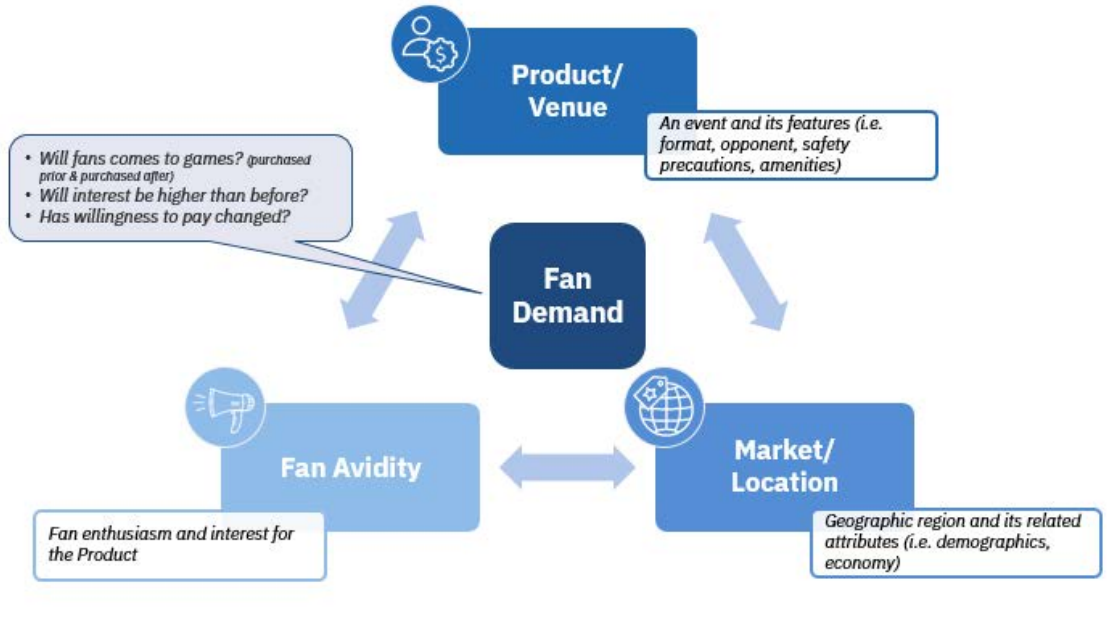 Product/
Venue
An event and its features (i.e.
format, opponent, safety
precautions, amenities)
• Will fans comes to games? (purchased
prior & purchased after)
• Will interest be higher than before?
• Has willingness to pay changed?
Fan
Demand
Fan Avidity
Fan enthusiasm and interest for
the Product
Market/
Location
Geographic region and its related
attributes (i.e. demographics,
economy)
$